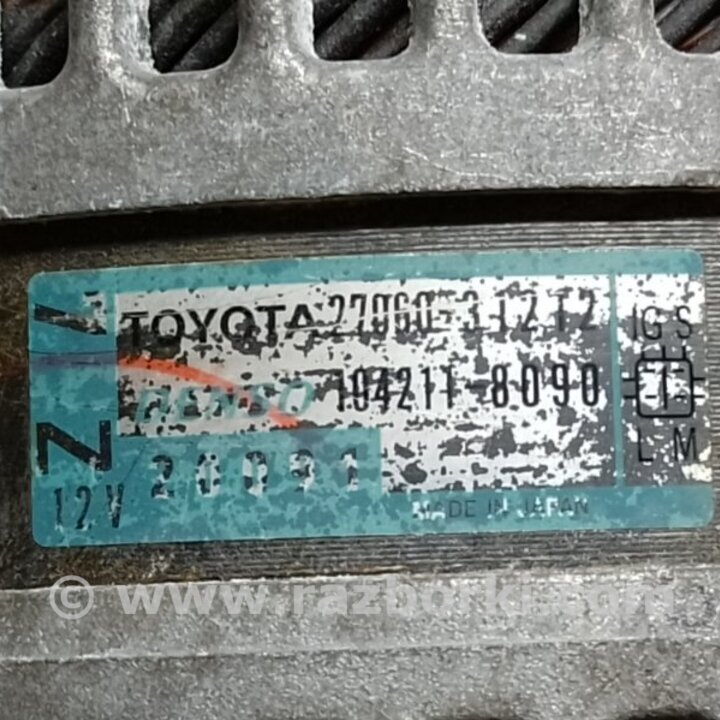 Z
TOYOTA 27060-31212
DENSO 104211-8090
20091
12V
MADE IN JAPAN
IG S
L M
© www.razborki.com